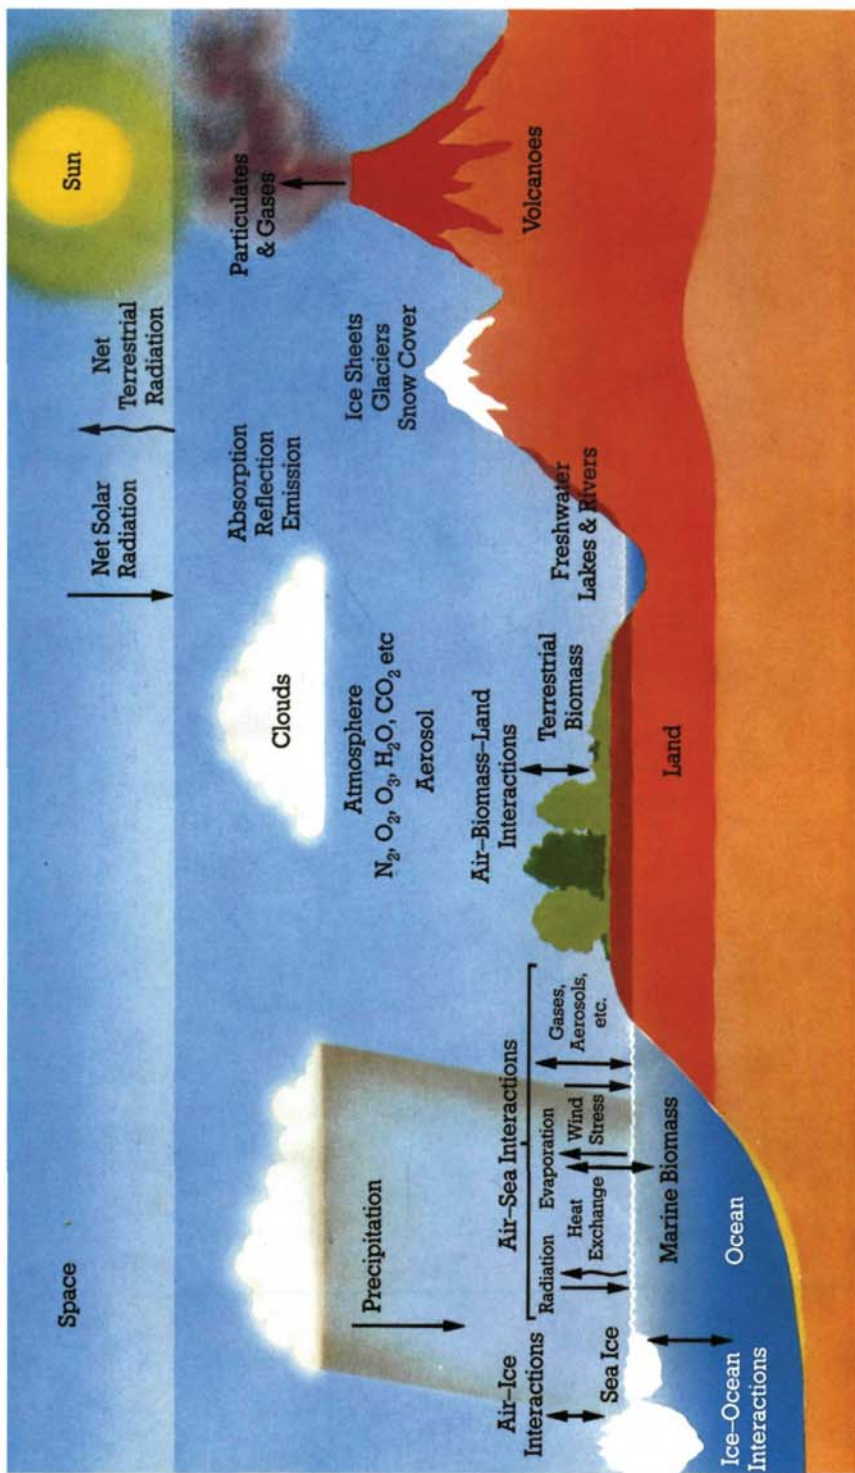 Space
Net Solar
Radiation
Net
Terrestrial
Radiation
Sun
Particulates
& Gases
Absorption
Reflection
Emission
Clouds
Precipitation
Atmosphere
N₂, O₂, O₃, H₂O, CO₂ etc
Aerosol
Ice Sheets
Glaciers
Snow Cover
Air–Ice
Interactions
Air–Sea Interactions
Radiation
Heat
Exchange
Evaporation
Wind
Stress
Gases,
Aerosols,
etc.
Air–Biomass–Land
Interactions
Terrestrial
Biomass
Freshwater
Lakes & Rivers
Volcanoes
Sea Ice
Marine Biomass
Land
Ice–Ocean
Interactions
Ocean